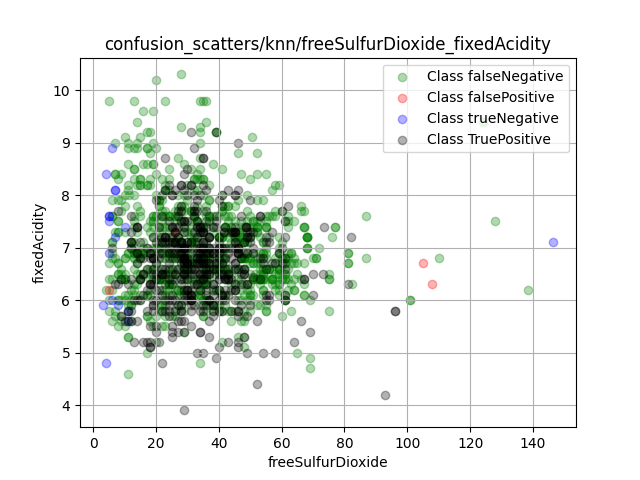 confusion_scatters/knn/freeSulfurDioxide_fixedAcidity
Class falseNegative
Class falsePositive
Class trueNegative
Class TruePositive
fixedAcidity
10
9
8
7
6
5
4
0 20 40 60 80 100 120 140
freeSulfurDioxide